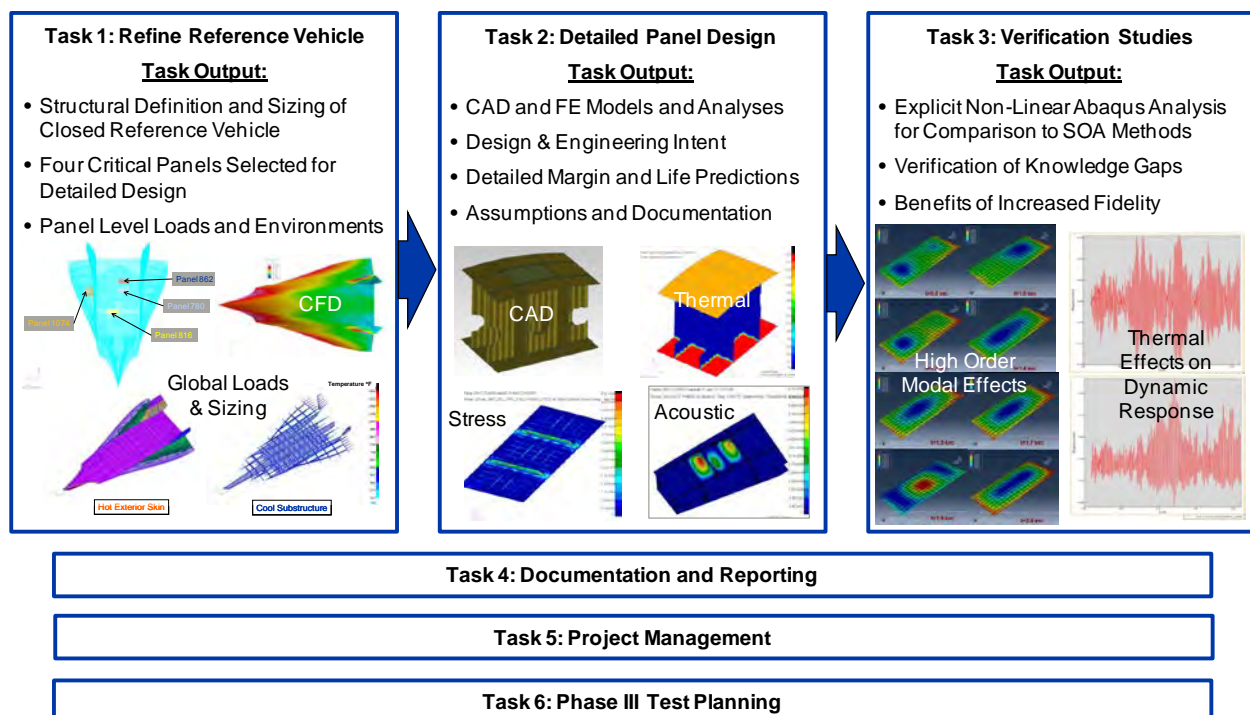 Task 1: Refine Reference Vehicle
Task Output:
• Structural Definition and Sizing of
Closed Reference Vehicle
• Four Critical Panels Selected for
Detailed Design
• Panel Level Loads and Environments
Panel 862
Panel 780
Panel 1074
Panel 816
CFD
Global Loads
& Sizing
Temperature °F
Hot Exterior Skin
Cool Substructure
Task 2: Detailed Panel Design
Task Output:
• CAD and FE Models and Analyses
• Design & Engineering Intent
• Detailed Margin and Life Predictions
• Assumptions and Documentation
CAD
Thermal
Stress
Acoustic
Task 3: Verification Studies
Task Output:
• Explicit Non-Linear Abaqus Analysis
for Comparison to SOA Methods
• Verification of Knowledge Gaps
• Benefits of Increased Fidelity
High Order
Modal Effects
Thermal
Effects on
Dynamic
Response
Task 4: Documentation and Reporting
Task 5: Project Management
Task 6: Phase III Test Planning